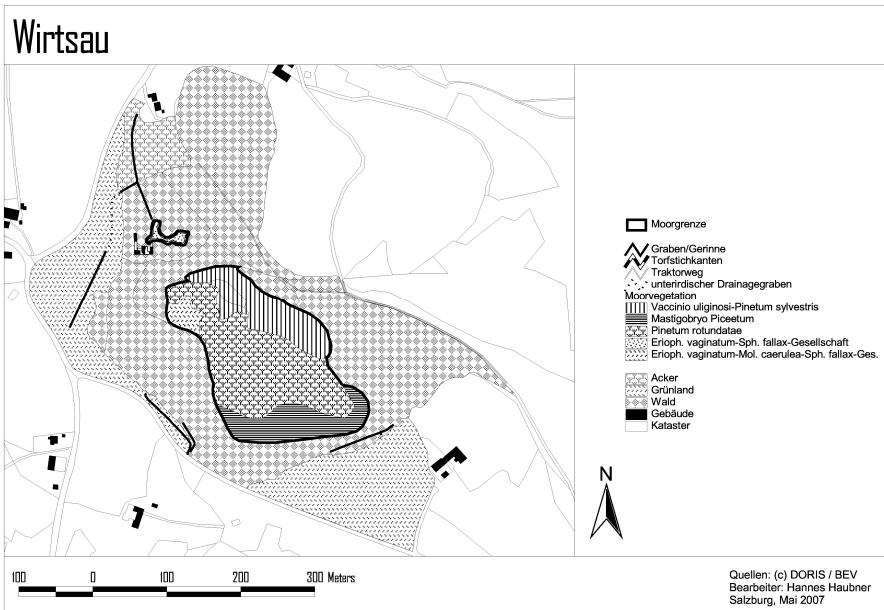 Wirtsau
Moorgrenze
Graben/Gerinne
Torfstichkanten
Traktorweg
unterirdischer Drainagegraben
Moorvegetation
Vaccinio uliginosi-Pinetum sylvestris
Mastigobryo Piceetum
Pinetum rotundatae
Erioph. vaginatum-Sph. fallax-Gesellschaft
Erioph. vaginatum-Mol. caerulea-Sph. fallax-Ges.
Acker
Grünland
Wald
Gebäude
Kataster
N
100 0 100 200 300 Meters
Quellen: (c) DORIS / BEV
Bearbeiter: Hannes Haubner
Salzburg, Mai 2007